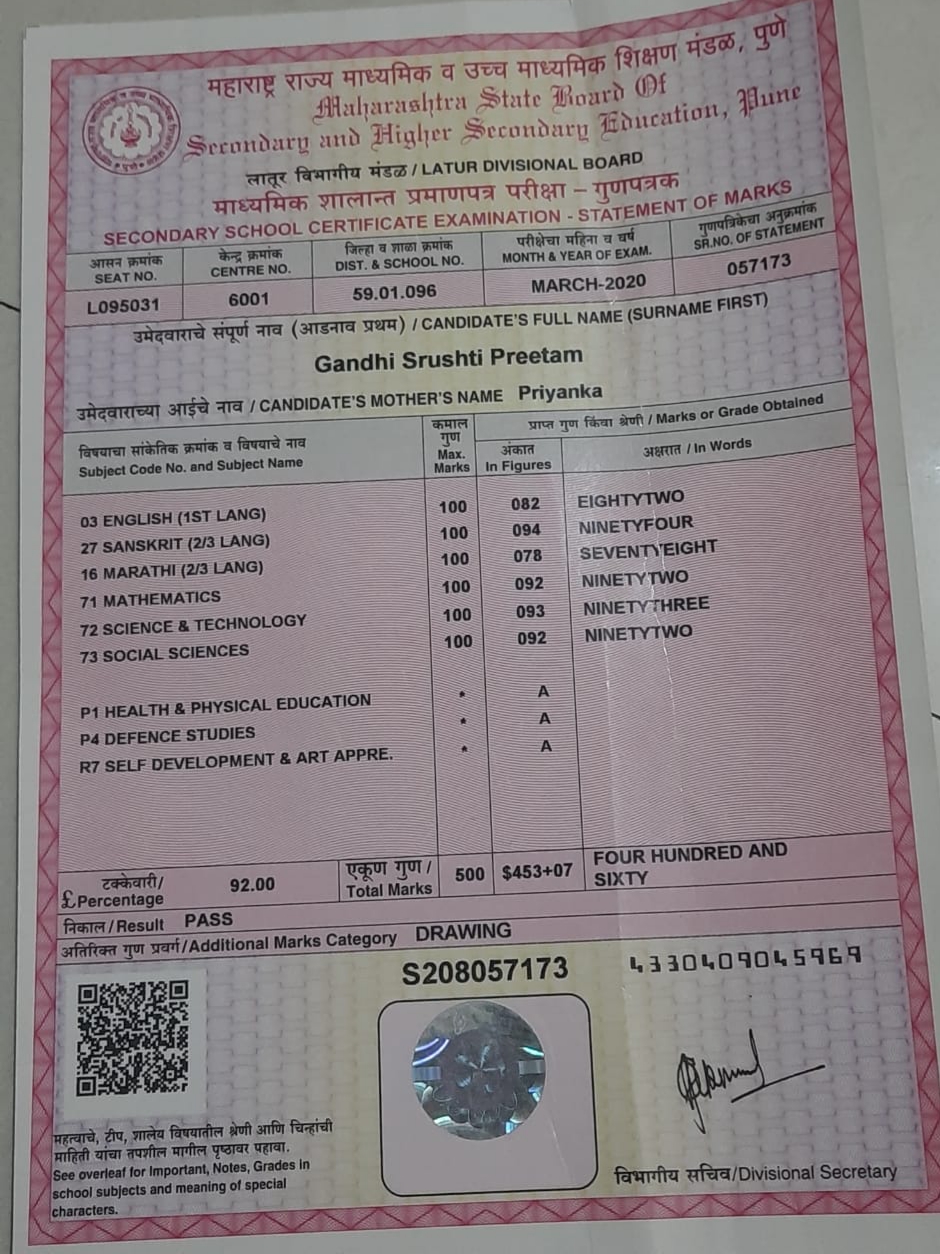 महाराष्ट्र राज्य माध्यमिक व उच्च माध्यमिक शिक्षण मंडळ, पुणे
Maharashtra State Board Of
Secondary and Higher Secondary Education, Pune
लातूर विभागीय मंडळ / LATUR DIVISIONAL BOARD
माध्यमिक शालान्त प्रमाणपत्र परीक्षा – गुणपत्रक
SECONDARY SCHOOL CERTIFICATE EXAMINATION - STATEMENT OF MARKS
आसन क्रमांक केन्द्र क्रमांक जिल्हा व शाळा क्रमांक परीक्षेचा महिना व वर्ष गुणपत्रिकेचा अनुक्रमांक
SEAT NO. CENTRE NO. DIST. & SCHOOL NO. MONTH & YEAR OF EXAM. SR.NO. OF STATEMENT
L095031 6001 59.01.096 MARCH-2020 057173
उमेदवाराचे संपूर्ण नाव (आडनाव प्रथम) / CANDIDATE'S FULL NAME (SURNAME FIRST)
Gandhi Srushti Preetam
उमेदवाराच्या आईचे नाव / CANDIDATE'S MOTHER'S NAME Priyanka
विषयाचा सांकेतिक क्रमांक व विषयाचे नाव
Subject Code No. and Subject Name
कमाल
गुण
Max.
Marks
प्राप्त गुण किंवा श्रेणी / Marks or Grade Obtained
अंकात
In Figures
अक्षरात / In Words
03 ENGLISH (1ST LANG) 100 082 EIGHTYTWO
27 SANSKRIT (2/3 LANG) 100 094 NINETYFOUR
16 MARATHI (2/3 LANG) 100 078 SEVENTYEIGHT
71 MATHEMATICS 100 092 NINETYTWO
72 SCIENCE & TECHNOLOGY 100 093 NINETYTHREE
73 SOCIAL SCIENCES 100 092 NINETYTWO
P1 HEALTH & PHYSICAL EDUCATION * A
P4 DEFENCE STUDIES * A
R7 SELF DEVELOPMENT & ART APPRE. * A
टक्केवारी/
£ Percentage
92.00
एकूण गुण /
Total Marks
500 $453+07
FOUR HUNDRED AND
SIXTY
निकाल / Result PASS
अतिरिक्त गुण प्रवर्ग/Additional Marks Category DRAWING
S208057173
4330409045969
महत्वाचे, टीप, शालेय विषयातील श्रेणी आणि चिन्हांची
माहिती यांचा तपशील मागील पृष्ठावर पहावा.
See overleaf for Important, Notes, Grades in
school subjects and meaning of special
characters.
विभागीय सचिव/Divisional Secretary